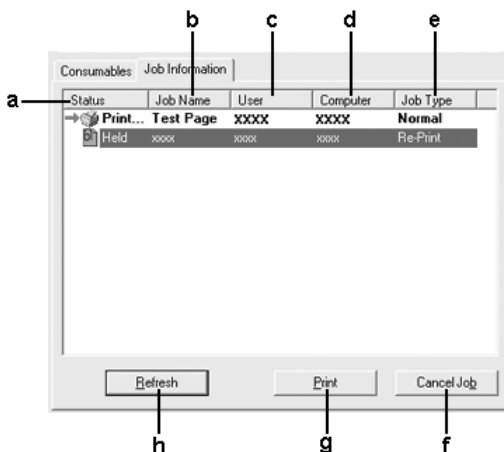 b c d e
Consumables Job Information
a Status Job Name User Computer Job Type
Print... Test Page xxxx xxxx Normal
Held xxxx xxxx xxxx Re-Print
Refresh Print Cancel Job
h g f